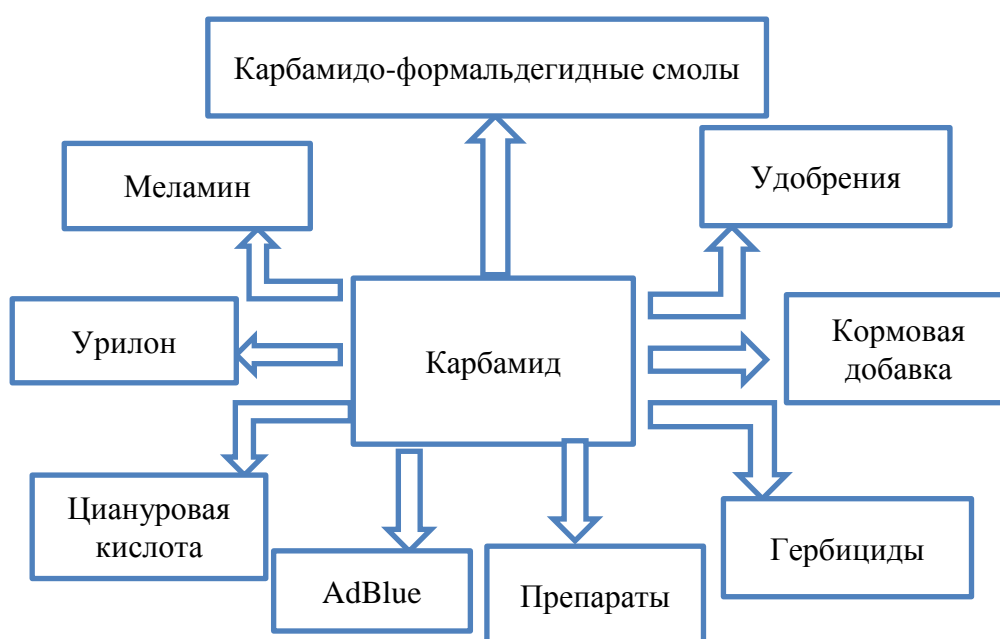 Карбамидо-формальдегидные смолы
Меламин
Удобрения
Урилон
Карбамид
Кормовая
добавка
Циануровая
кислота
AdBlue
Препараты
Гербициды